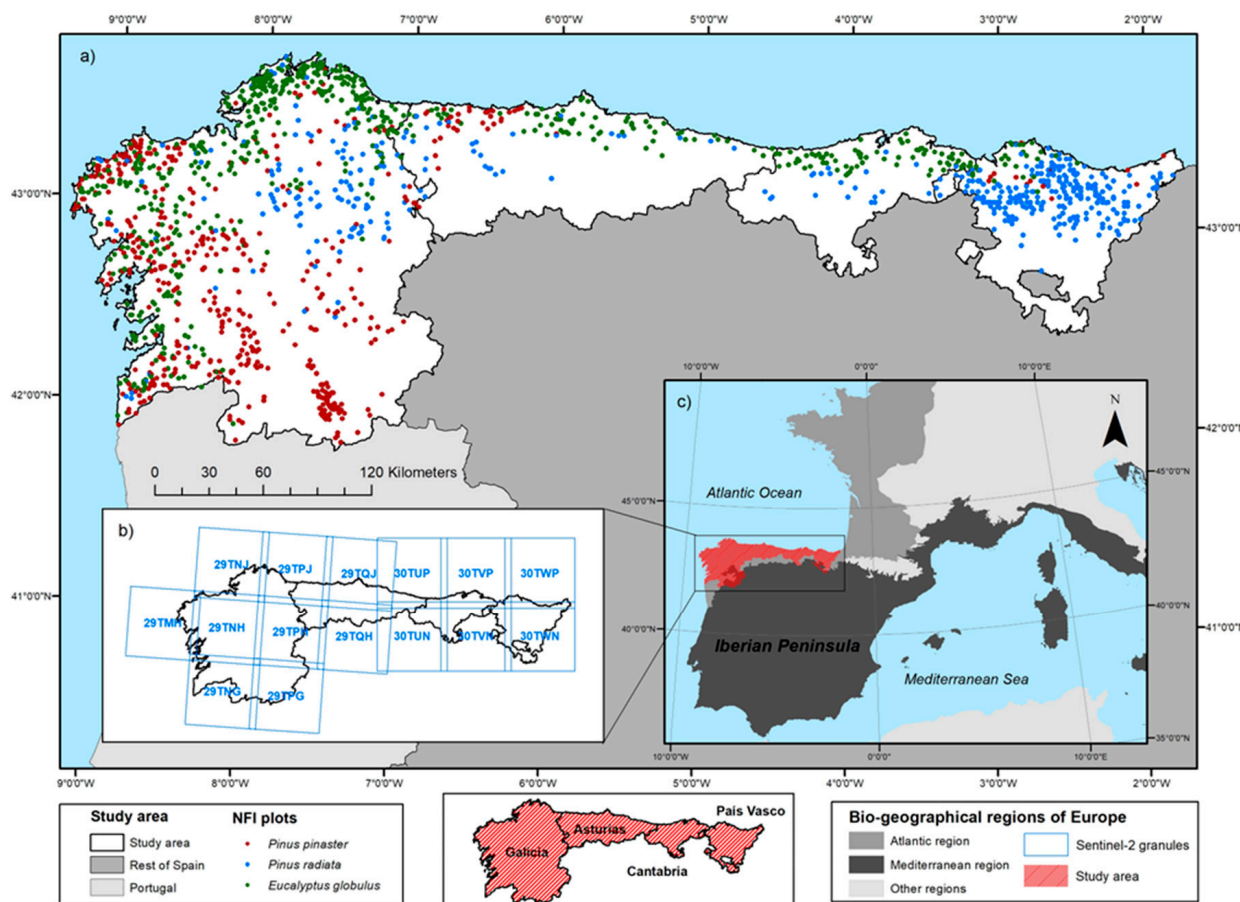 9°0'0"W 8°0'0"W 7°0'0"W 6°0'0"W 5°0'0"W 4°0'0"W 3°0'0"W 2°0'0"W
a)
43°0'0"N
43°0'0"N
42°0'0"N
42°0'0"N
0 30 60 120 Kilometers
41°0'0"N
41°0'0"N
b)
29TNJ 29TPJ 29TQJ 30TUP 30TVP 30TWP
29TMH 29TNH 29TPH 29TQH 30TUN 30TVN 30TWN
29TNG 29TPG
c)
10°0'0"W 0°0'0" 10°0'0"E
N
45°0'0"N
45°0'0"N
Atlantic Ocean
40°0'0"N
40°0'0"N
Iberian Peninsula
Mediterranean Sea
35°0'0"N
10°0'0"W 0°0'0" 10°0'0"E
9°0'0"W 8°0'0"W 7°0'0"W 6°0'0"W 5°0'0"W 4°0'0"W 3°0'0"W 2°0'0"W
Study area
Study area
Rest of Spain
Portugal
NFI plots
Pinus pinaster
Pinus radiata
Eucalyptus globulus
País Vasco
Asturias
Galicia
Cantabria
Bio-geographical regions of Europe
Atlantic region
Mediterranean region
Other regions
Sentinel-2 granules
Study area